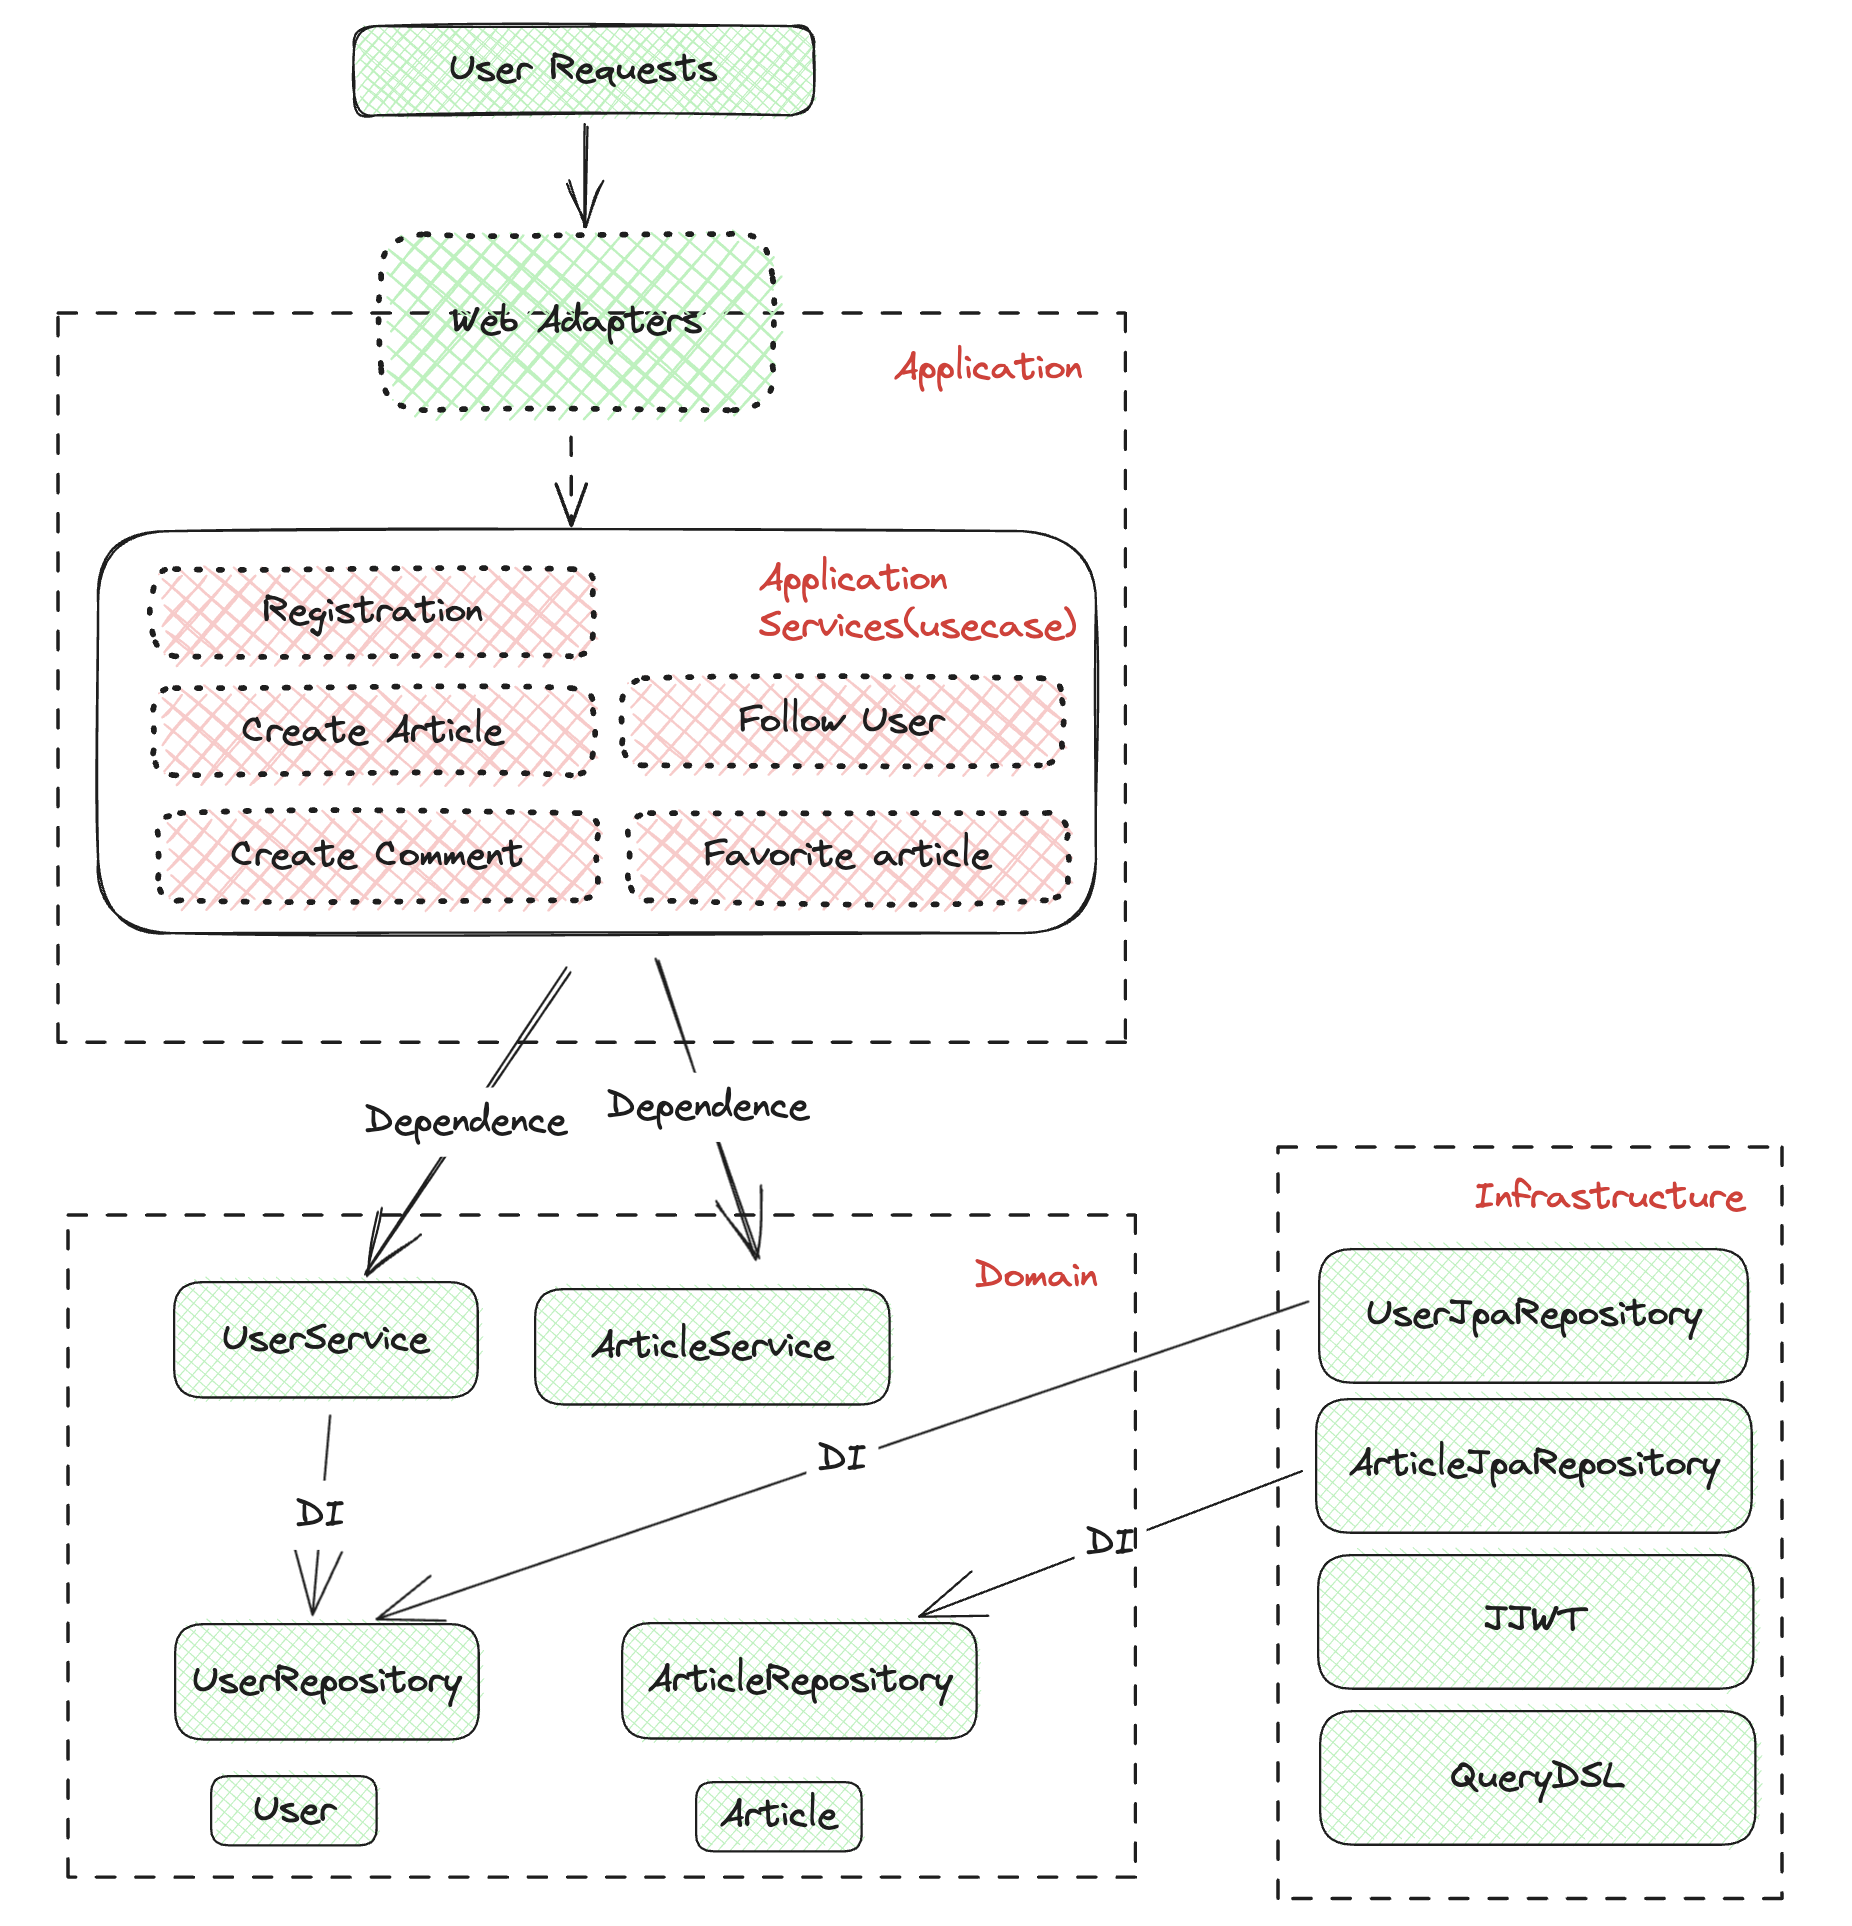 User Requests
Web Adapters
Application
Application
Services(usecase)
Registration
Create Article
Follow User
Create Comment
Favorite article
Dependence
Dependence
Infrastructure
Domain
UserService
ArticleService
UserJpaRepository
ArticleJpaRepository
DI
DI
DI
JJWT
UserRepository
ArticleRepository
QueryDSL
User
Article